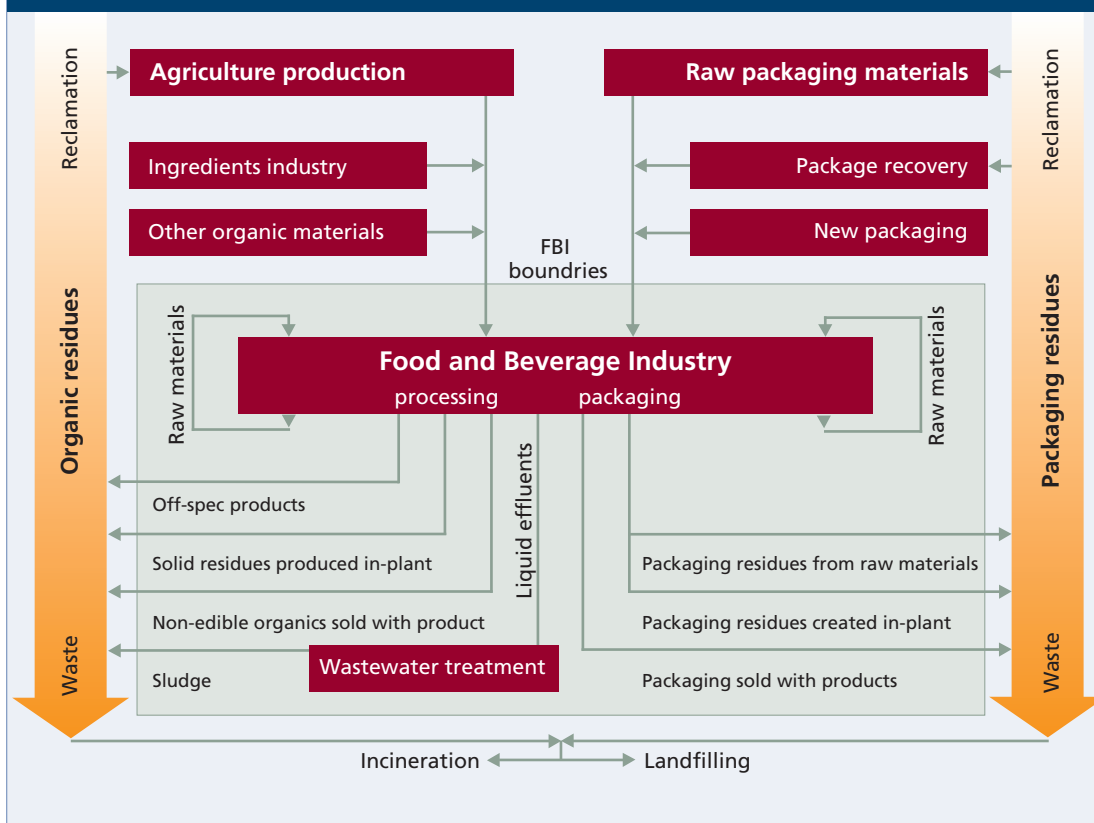 Reclamation
Agriculture production
Raw packaging materials
Reclamation
Ingredients industry
Package recovery
Other organic materials
New packaging
FBI
boundries
Organic residues
Raw materials
Food and Beverage Industry
processing
packaging
Raw materials
Packaging residues
Off-spec products
Liquid effluents
Solid residues produced in-plant
Packaging residues from raw materials
Non-edible organics sold with product
Packaging residues created in-plant
Waste
Wastewater treatment
Sludge
Packaging sold with products
Waste
Incineration
Landfilling